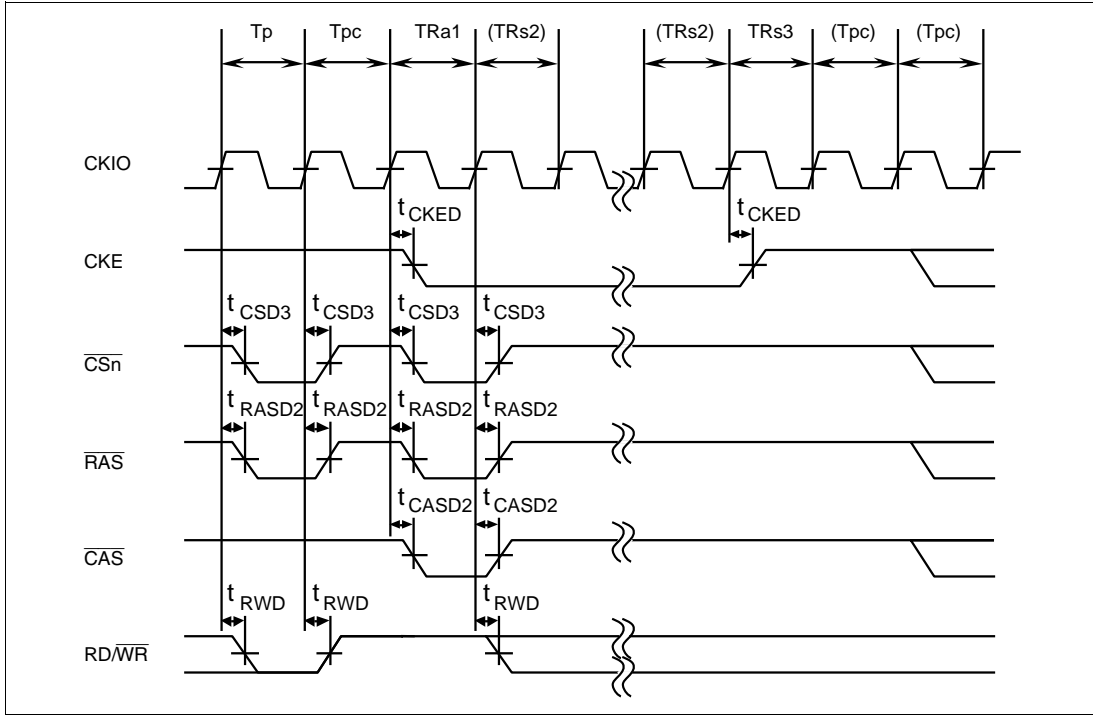 Tp Tpc TRa1 (TRs2) (TRs2) TRs3 (Tpc) (Tpc)
CKIO
tCKED tCKED
CKE
tCSD3 tCSD3 tCSD3 tCSD3
CSn
tRASD2 tRASD2 tRASD2 tRASD2
RAS
tCASD2 tCASD2
CAS
tRWD tRWD tRWD
RD/WR